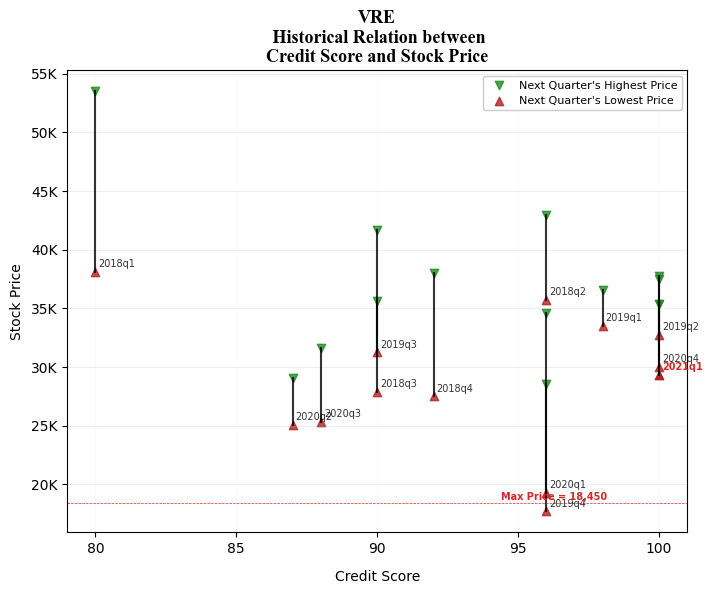 VRE
Historical Relation between
Credit Score and Stock Price
Next Quarter's Highest Price
Next Quarter's Lowest Price
55K
50K
45K
40K
35K
30K
25K
20K
Stock Price
2018q1
2018q2
2019q1
2019q2
2019q3
2020q4
2021q1
2018q3
2018q4
2020q2
2020q3
2020q1
Max Price = 18,450
2019q4
80
85
90
95
100
Credit Score